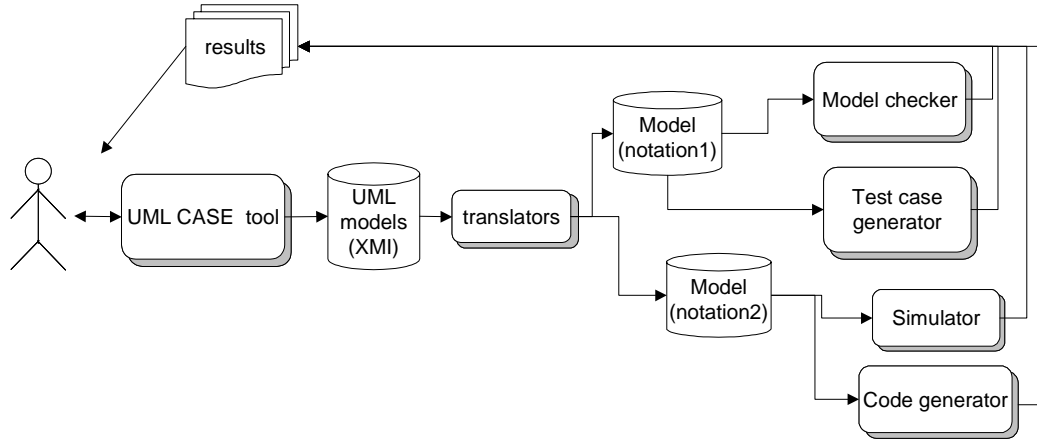 results
Model checker
Model
(notation1)
Test case
generator
UML CASE tool
UML
models
(XMI)
translators
Model
(notation2)
Simulator
Code generator